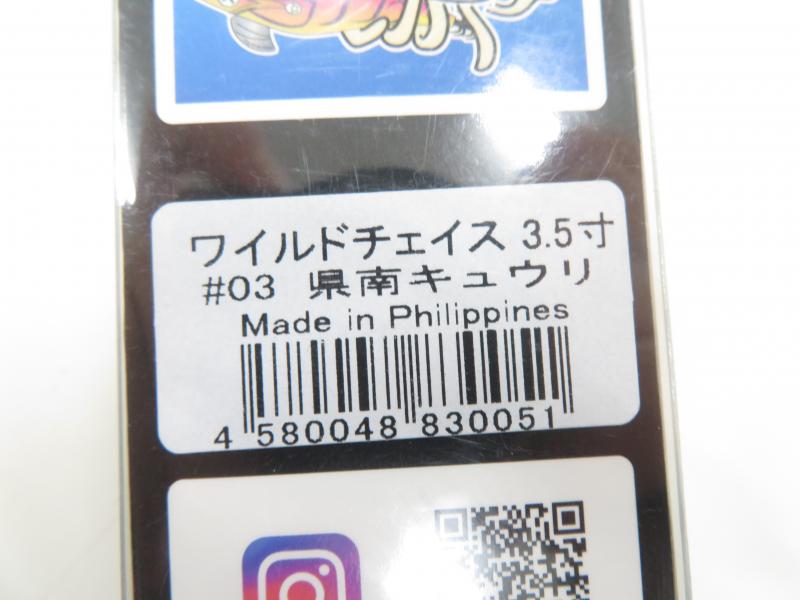 ワイルドチェイス 3.5寸
#03 県南キュウリ
Made in Philippines
4 580048 830051